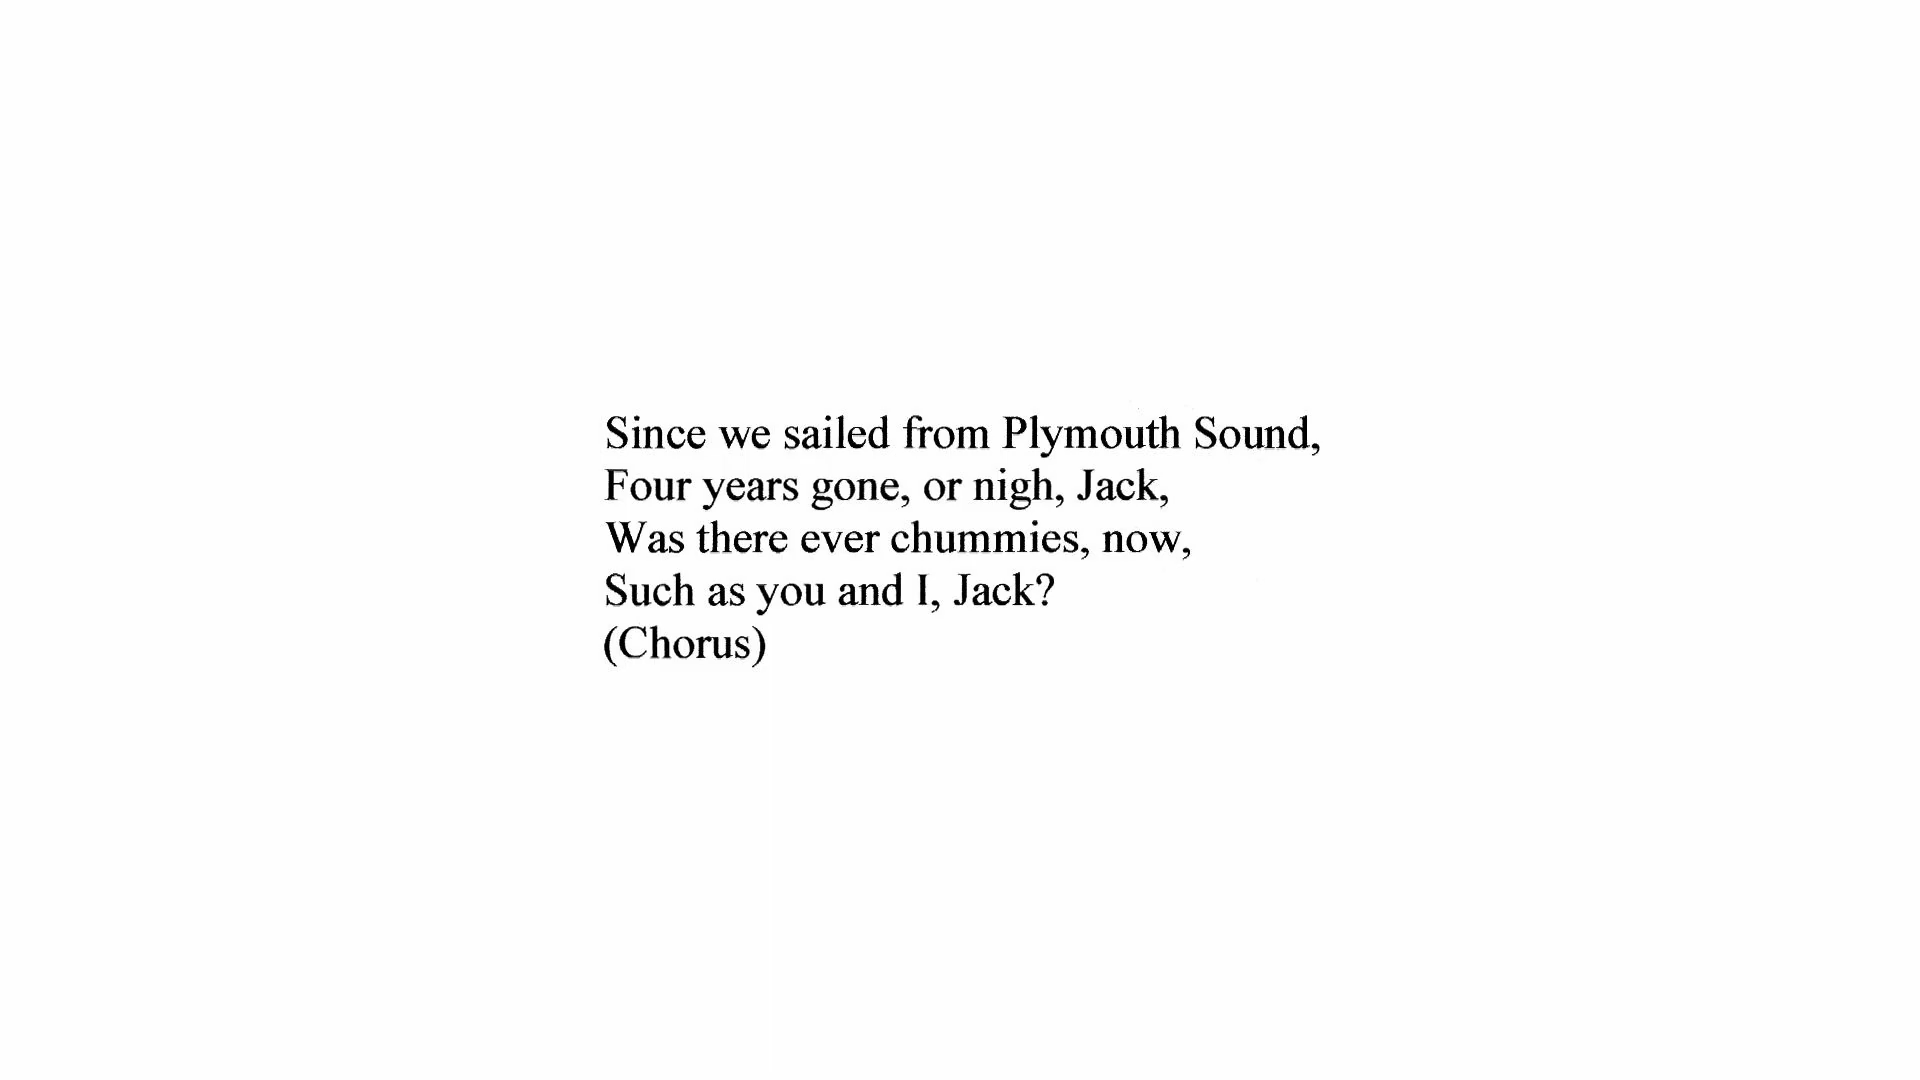 Since we sailed from Plymouth Sound,
Four years gone, or nigh, Jack,
Was there ever chummies, now,
Such as you and I, Jack?
(Chorus)